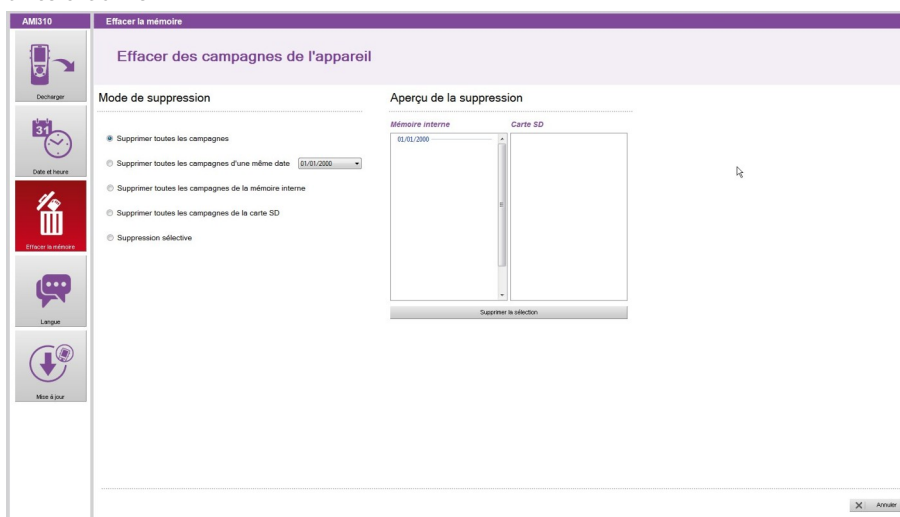 AMI310
Effacer la mémoire
Effacer des campagnes de l'appareil
Décharger
Date et heure
Effacer la mémoire
Langue
Mise à jour
Mode de suppression
Supprimer toutes les campagnes
Supprimer toutes les campagnes d'une même date 01/01/2000
Supprimer toutes les campagnes de la mémoire interne
Supprimer toutes les campagnes de la carte SD
Suppression sélective
Aperçu de la suppression
Mémoire interne
Carte SD
01/01/2000
Supprimer la sélection
31
Annuler